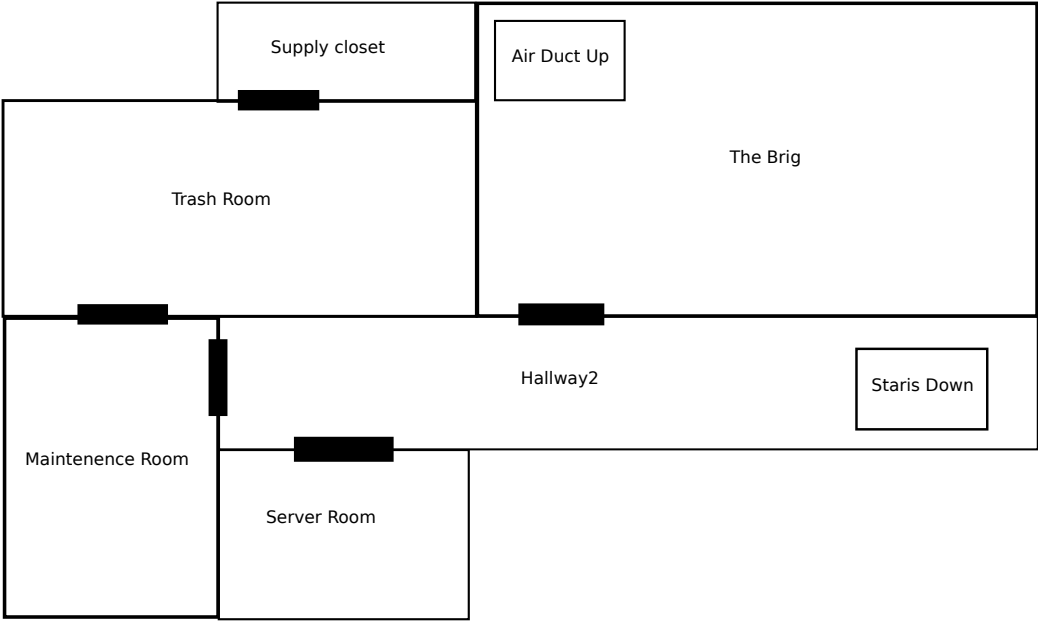 Supply closet
Air Duct Up
The Brig
Trash Room
Hallway2
Staris Down
Maintenence Room
Server Room